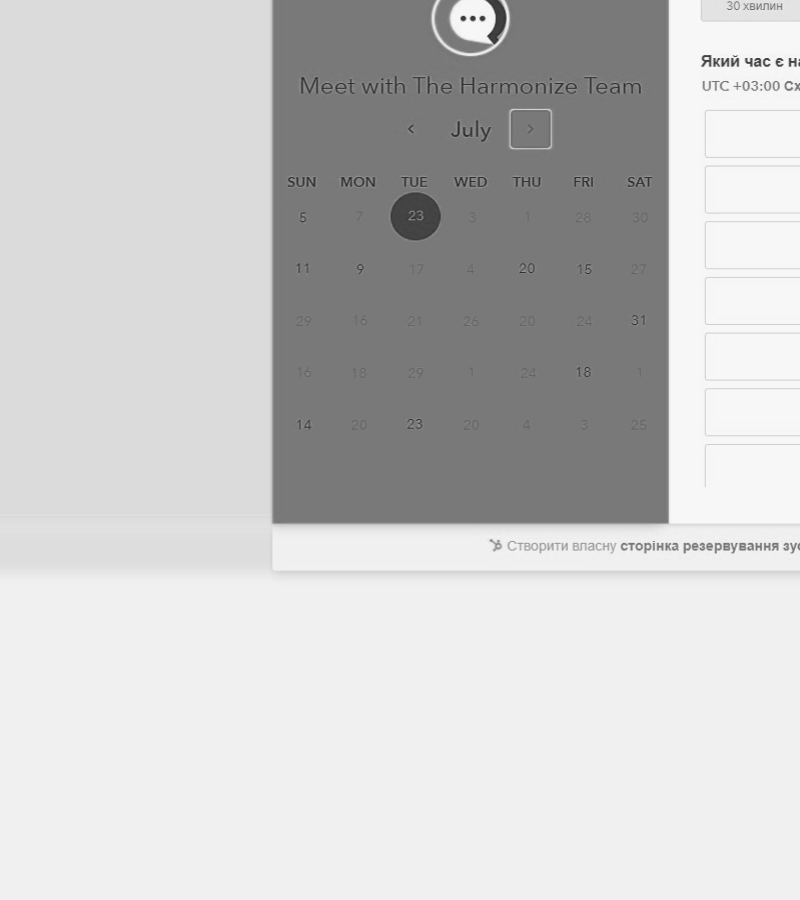 30 хвилин
Meet with The Harmonize Team
July
SUN MON TUE WED THU FRI SAT
5 7 23 3 1 28 30
11 9 17 4 20 15 27
29 16 21 26 20 24 31
16 18 29 1 24 18 1
14 20 23 20 4 3 25
Який час є на
UTC +03:00 Сх
Створити власну сторінка резервування зус